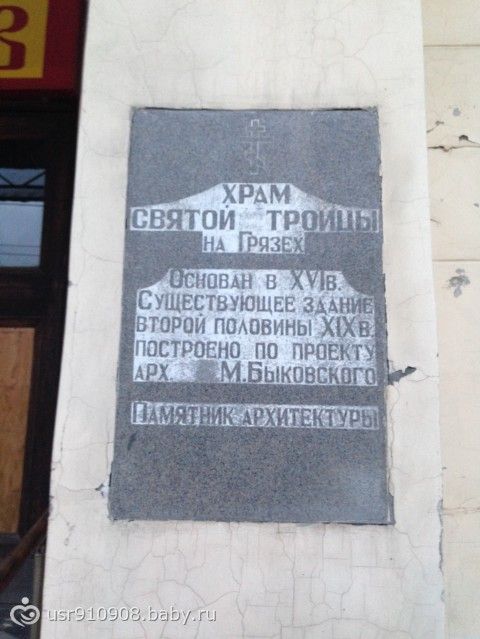 З
ХРАМ
СВЯТОЙ ТРОИЦЫ
НА ГРЯЗЕХ
ОСНОВАН В XVIВ.
СУЩЕСТВУЮЩЕЕ ЗДАНИЕ
ВТОРОЙ ПОЛОВИНЫ XIXВ.
ПОСТРОЕНО ПО ПРОЕКТУ
АРХ. М.БЫКОВСКОГО
ПАМЯТНИК АРХИТЕКТУРЫ
usr910908.baby.ru